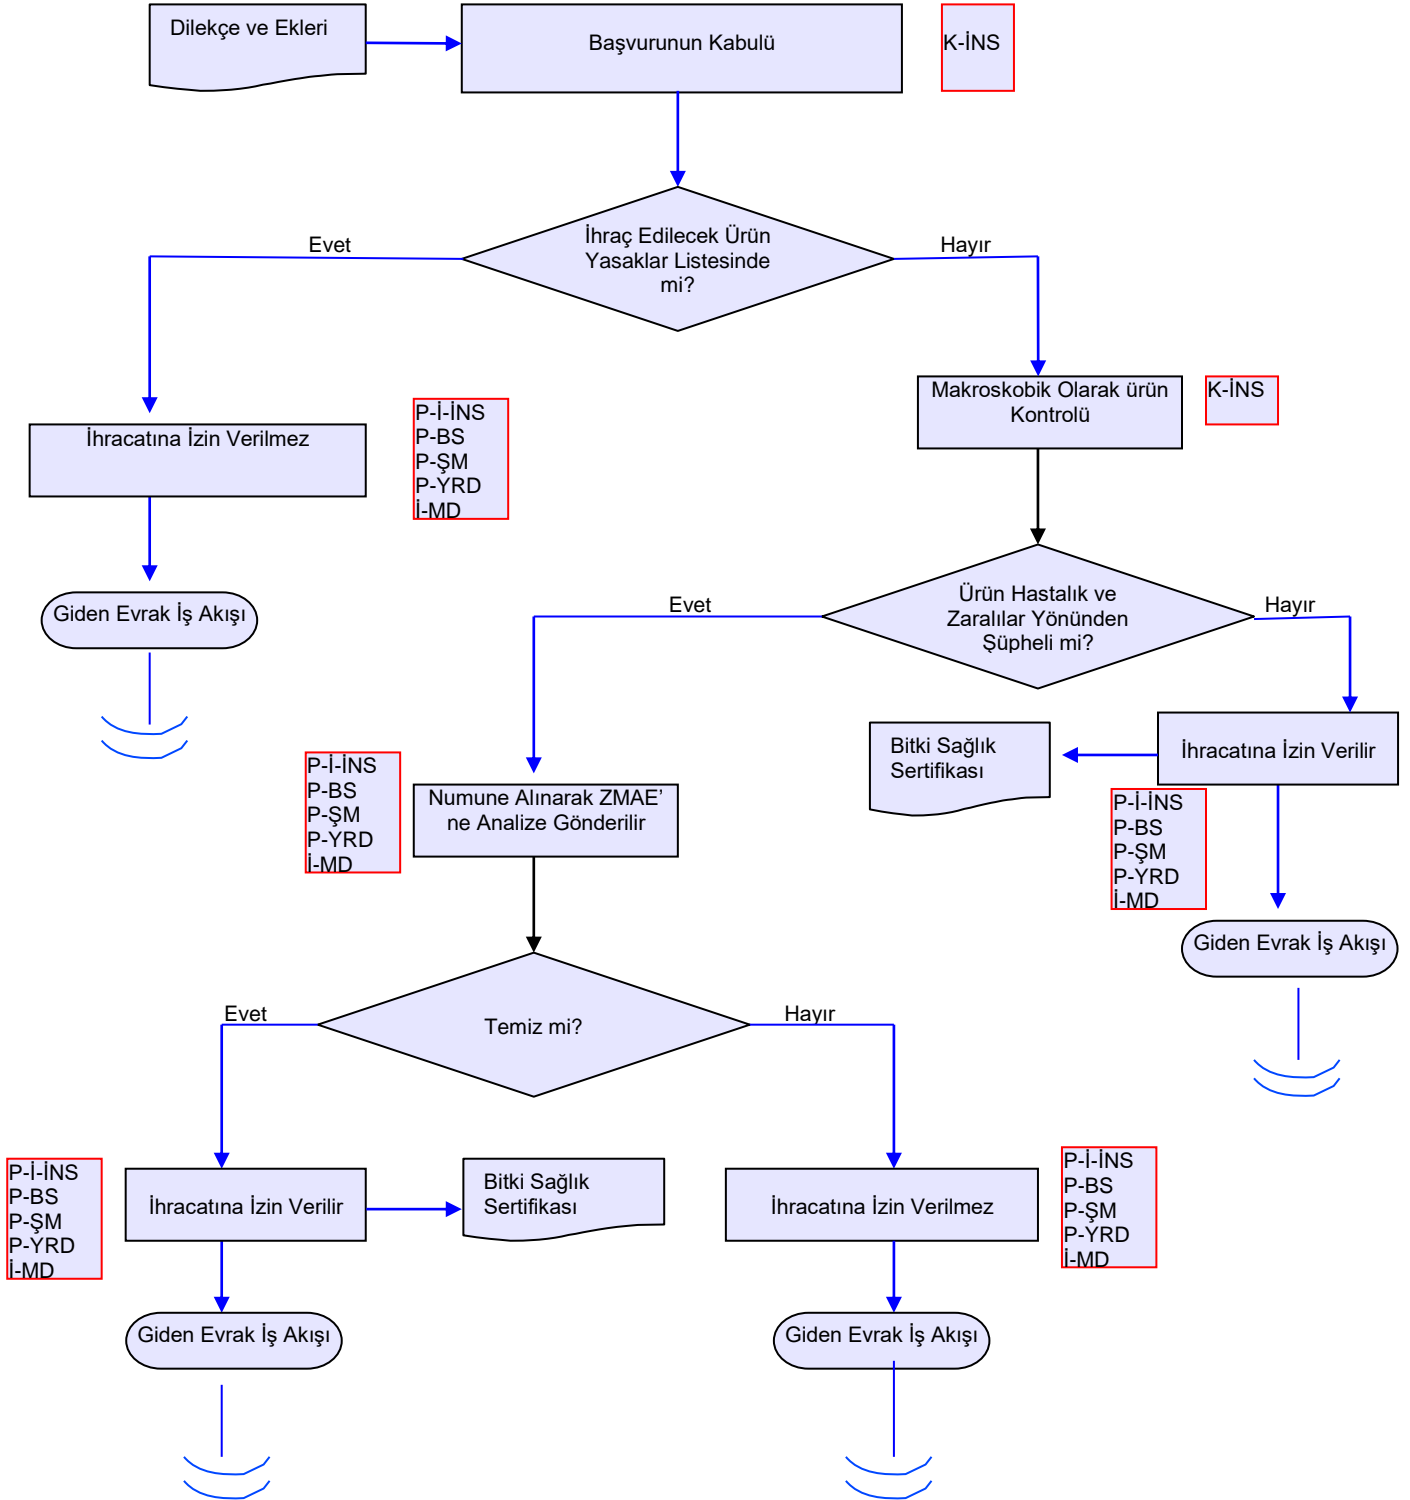 Dilekçe ve Ekleri
Başvurunun Kabulü
K-İNS
İhraç Edilecek Ürün
Yasaklar Listesinde
mi?
Evet
Hayır
İhracatına İzin Verilmez
P-İ-İNS
P-BS
P-ŞM
P-YRD
İ-MD
Makroskobik Olarak ürün
Kontrolü
K-İNS
Giden Evrak İş Akışı
Ürün Hastalık ve
Zaralılar Yönünden
Şüpheli mi?
Evet
Hayır
Bitki Sağlık
Sertifikası
İhracatına İzin Verilir
P-İ-İNS
P-BS
P-ŞM
P-YRD
İ-MD
Numune Alınarak ZMAE’
ne Analize Gönderilir
P-İ-İNS
P-BS
P-ŞM
P-YRD
İ-MD
Giden Evrak İş Akışı
Temiz mi?
Evet
Hayır
P-İ-İNS
P-BS
P-ŞM
P-YRD
İ-MD
İhracatına İzin Verilir
Bitki Sağlık
Sertifikası
İhracatına İzin Verilmez
P-İ-İNS
P-BS
P-ŞM
P-YRD
İ-MD
Giden Evrak İş Akışı
Giden Evrak İş Akışı